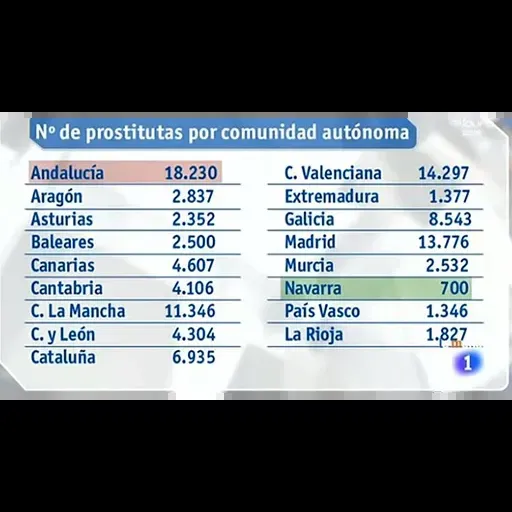 Nº de prostitutas por comunidad autónoma
Andalucía 18.230
Aragón 2.837
Asturias 2.352
Baleares 2.500
Canarias 4.607
Cantabria 4.106
C. La Mancha 11.346
C. y León 4.304
Cataluña 6.935
C. Valenciana 14.297
Extremadura 1.377
Galicia 8.543
Madrid 13.776
Murcia 2.532
Navarra 700
País Vasco 1.346
La Rioja 1.827
1